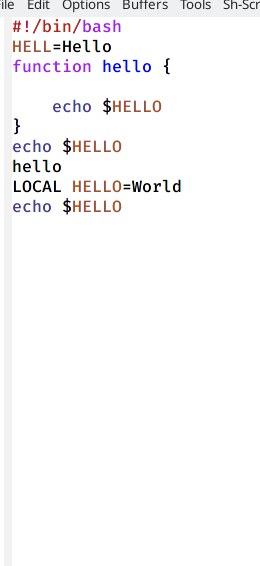 File Edit Options Buffers Tools Sh-Scr
#!/bin/bash
HELL=Hello
function hello {
echo $HELLO
}
echo $HELLO
hello
LOCAL HELLO=World
echo $HELLO